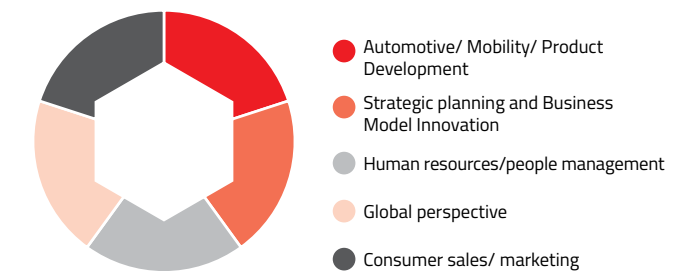 Automotive/ Mobility/ Product
Development
Strategic planning and Business
Model Innovation
Human resources/people management
Global perspective
Consumer sales/ marketing